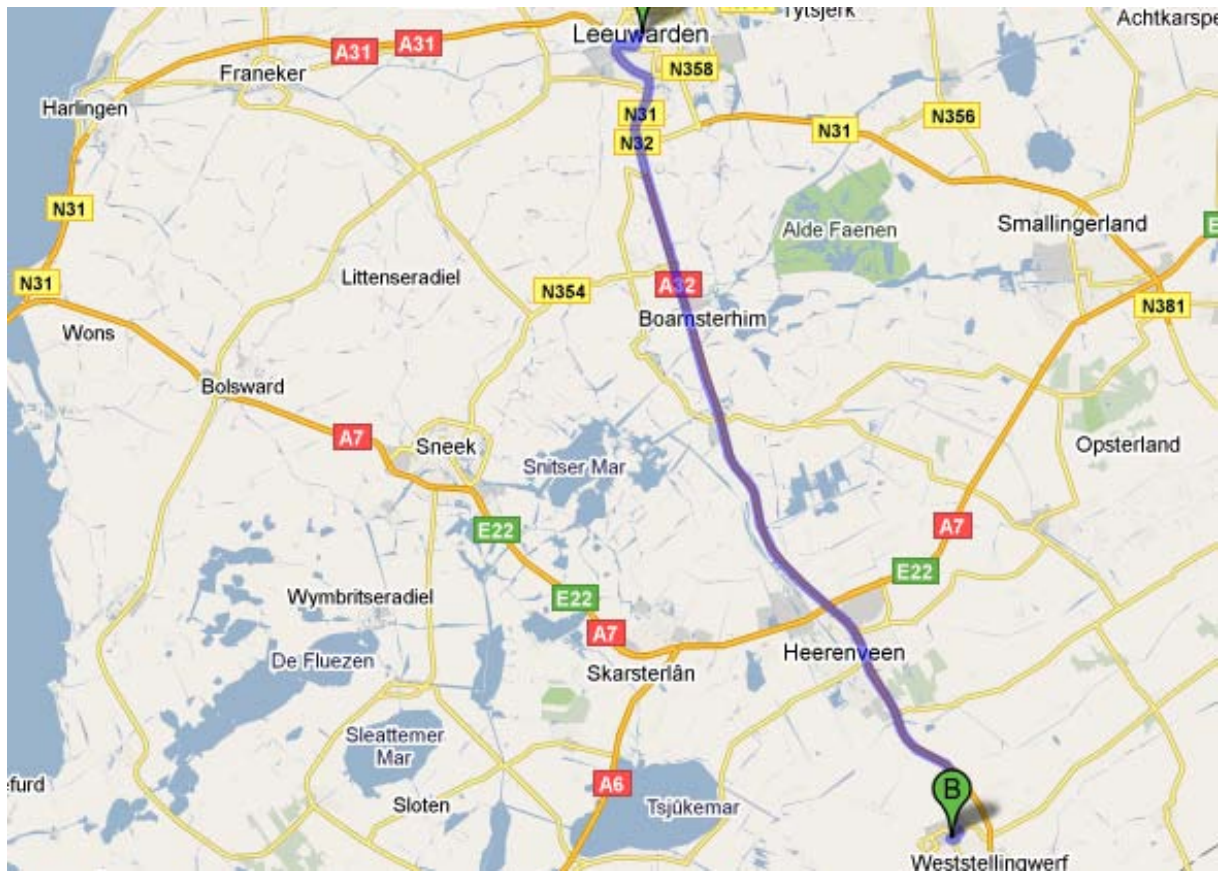 Tytsjerk
Achtkarspe
Leeuwarden
A31
A31
N358
Franeker
Harlingen
N31
N356
N31
N32
N31
Smallingerland
Alde Faenen
E
N31
Littenseradiel
N354
A32
N381
Boarnsterhim
Wons
Bolsward
A7
Sneek
Snitser Mar
Opsterland
E22
A7
E22
Wymbritseradiel
E22
A7
De Fluezen
Skarsterlân
Heerenveen
Sleattemer
Mar
efurd
A6
B
Sloten
Tsjûkemar
Weststellingwerf